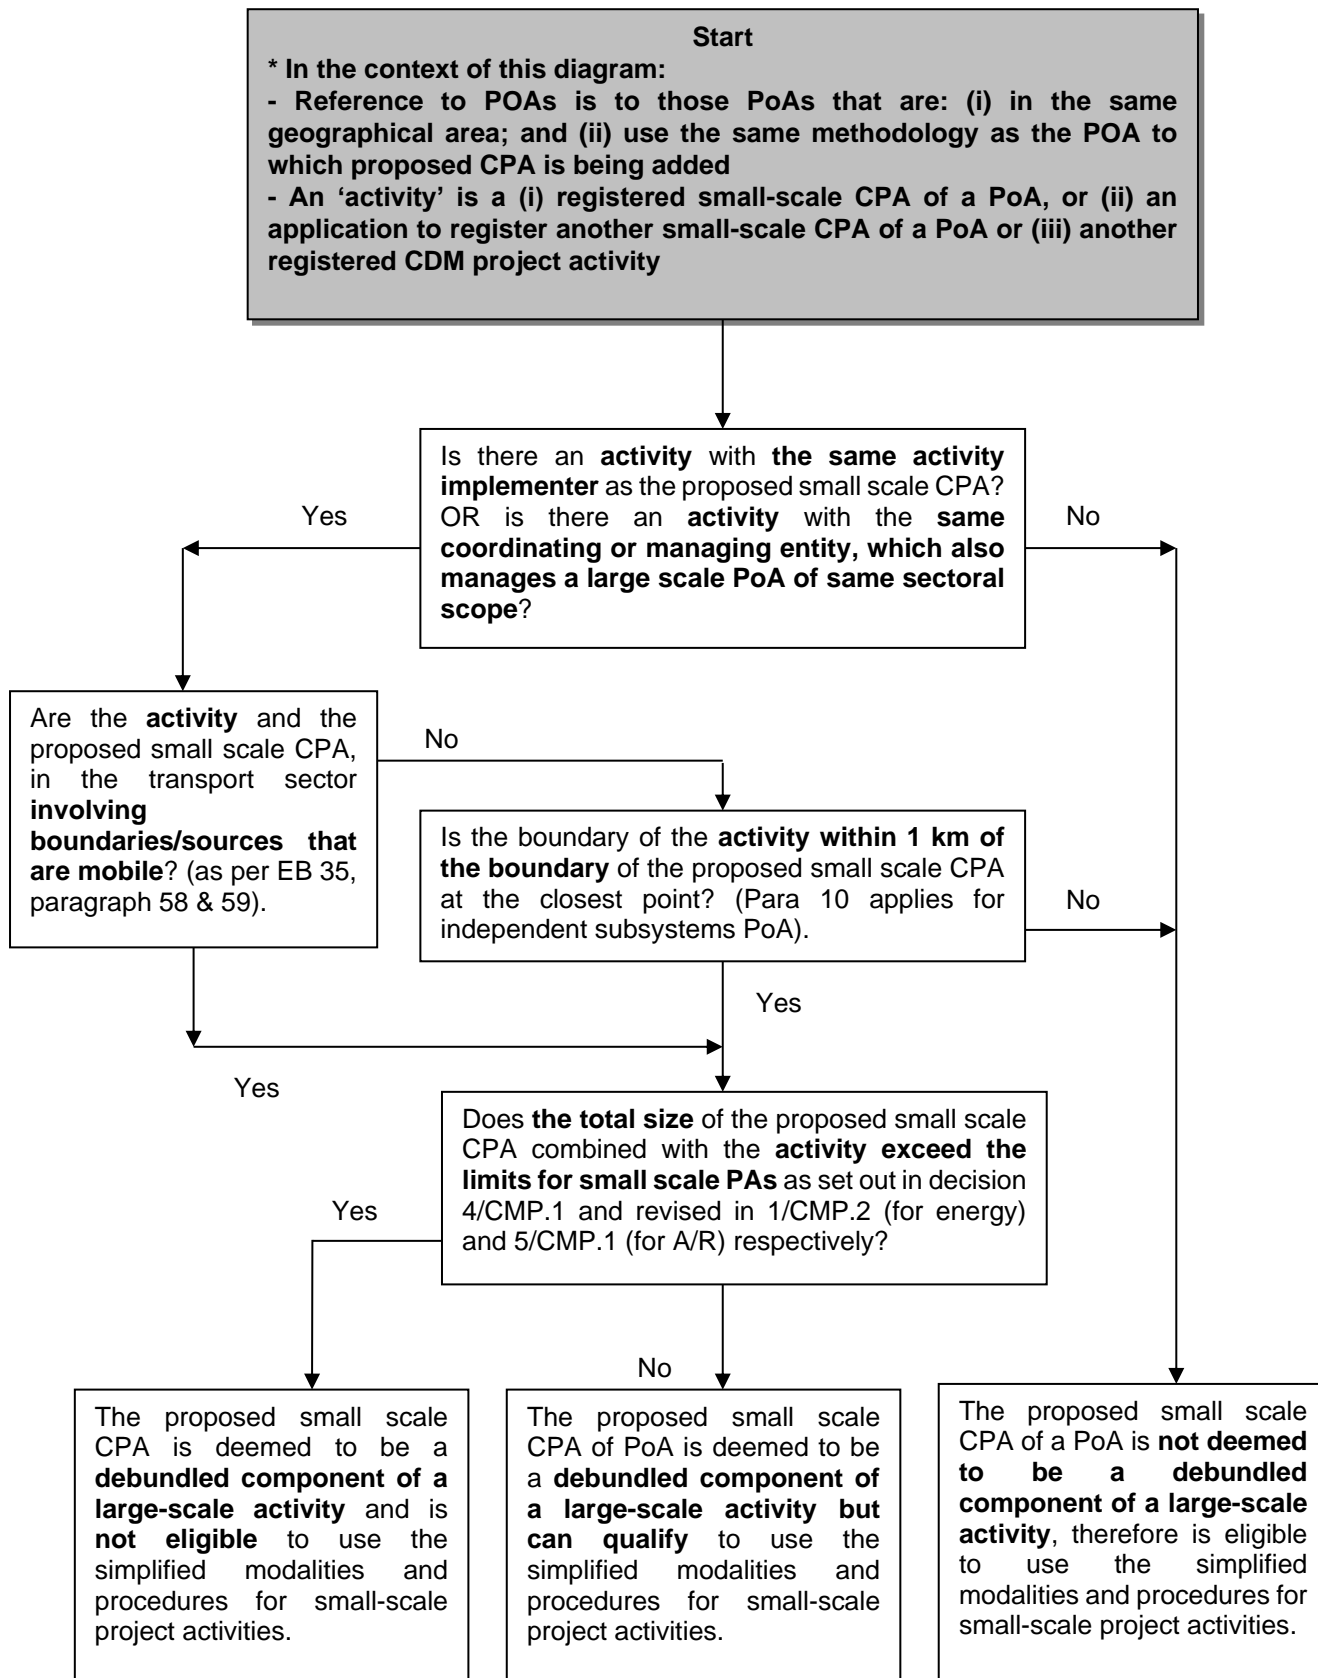 Start
* In the context of this diagram:
- Reference to POAs is to those PoAs that are: (i) in the same
geographical area; and (ii) use the same methodology as the POA to
which proposed CPA is being added
- An ‘activity’ is a (i) registered small-scale CPA of a PoA, or (ii) an
application to register another small-scale CPA of a PoA or (iii) another
registered CDM project activity
Is there an activity with the same activity
implementer as the proposed small scale CPA?
OR is there an activity with the same
coordinating or managing entity, which also
manages a large scale PoA of same sectoral
scope?
Yes
No
Are the activity and the
proposed small scale CPA,
in the transport sector
involving
boundaries/sources that
are mobile? (as per EB 35,
paragraph 58 & 59).
No
Is the boundary of the activity within 1 km of
the boundary of the proposed small scale CPA
at the closest point? (Para 10 applies for
independent subsystems PoA).
No
Yes
Yes
Does the total size of the proposed small scale
CPA combined with the activity exceed the
limits for small scale PAs as set out in decision
4/CMP.1 and revised in 1/CMP.2 (for energy)
and 5/CMP.1 (for A/R) respectively?
Yes
No
The proposed small scale
CPA is deemed to be a
debundled component of a
large-scale activity and is
not eligible to use the
simplified modalities and
procedures for small-scale
project activities.
The proposed small scale
CPA of PoA is deemed to be
a debundled component of
a large-scale activity but
can qualify to use the
simplified modalities and
procedures for small-scale
project activities.
The proposed small scale
CPA of a PoA is not deemed
to be a debundled
component of a large-scale
activity, therefore is eligible
to use the simplified
modalities and procedures for
small-scale project activities.